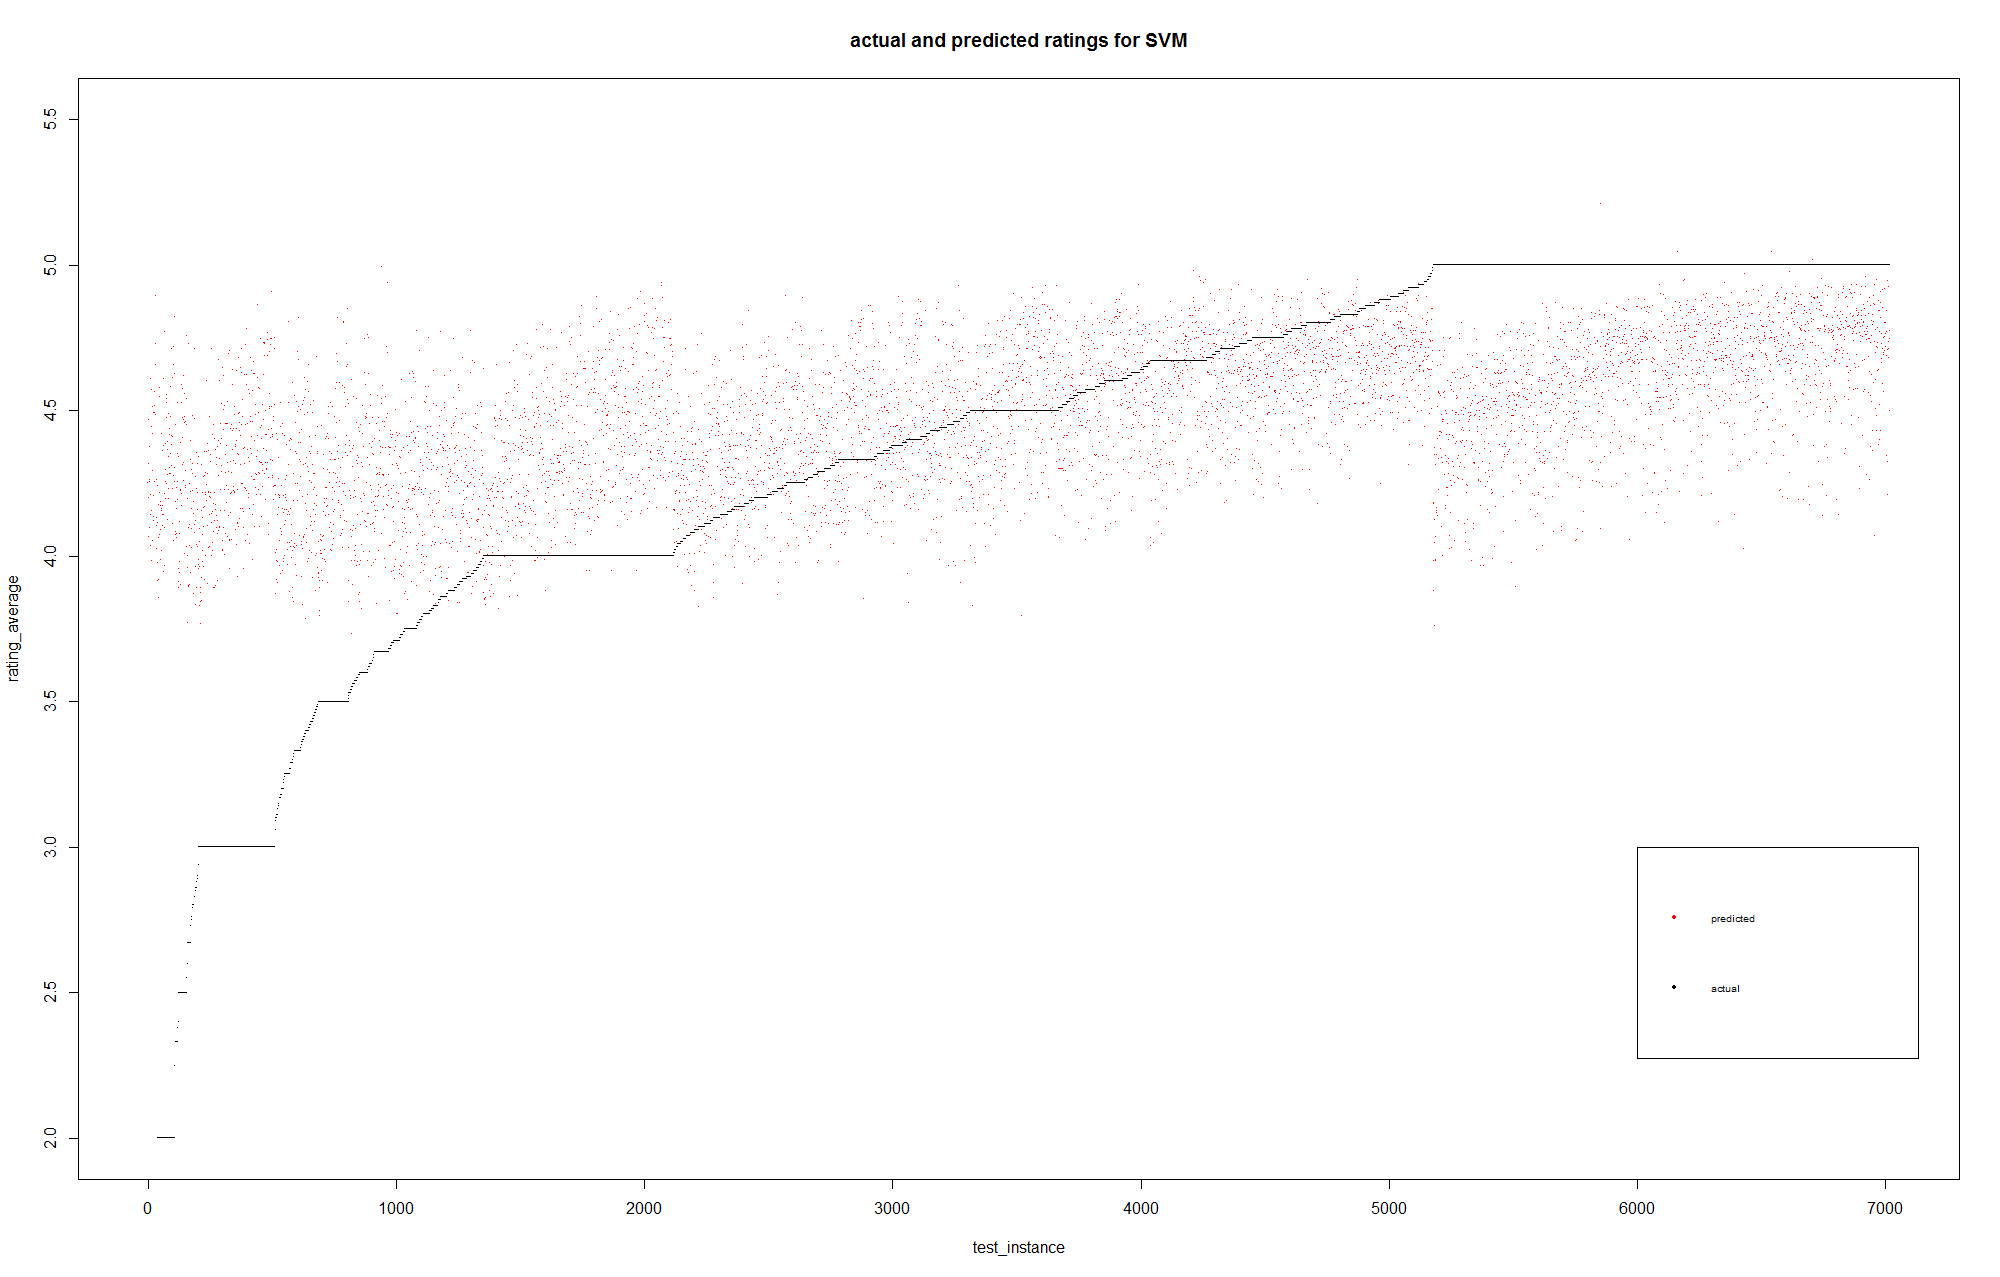 actual and predicted ratings for SVM
rating_average
5.5
5.0
4.5
4.0
3.5
3.0
2.5
2.0
predicted
actual
0 1000 2000 3000 4000 5000 6000 7000
test_instance